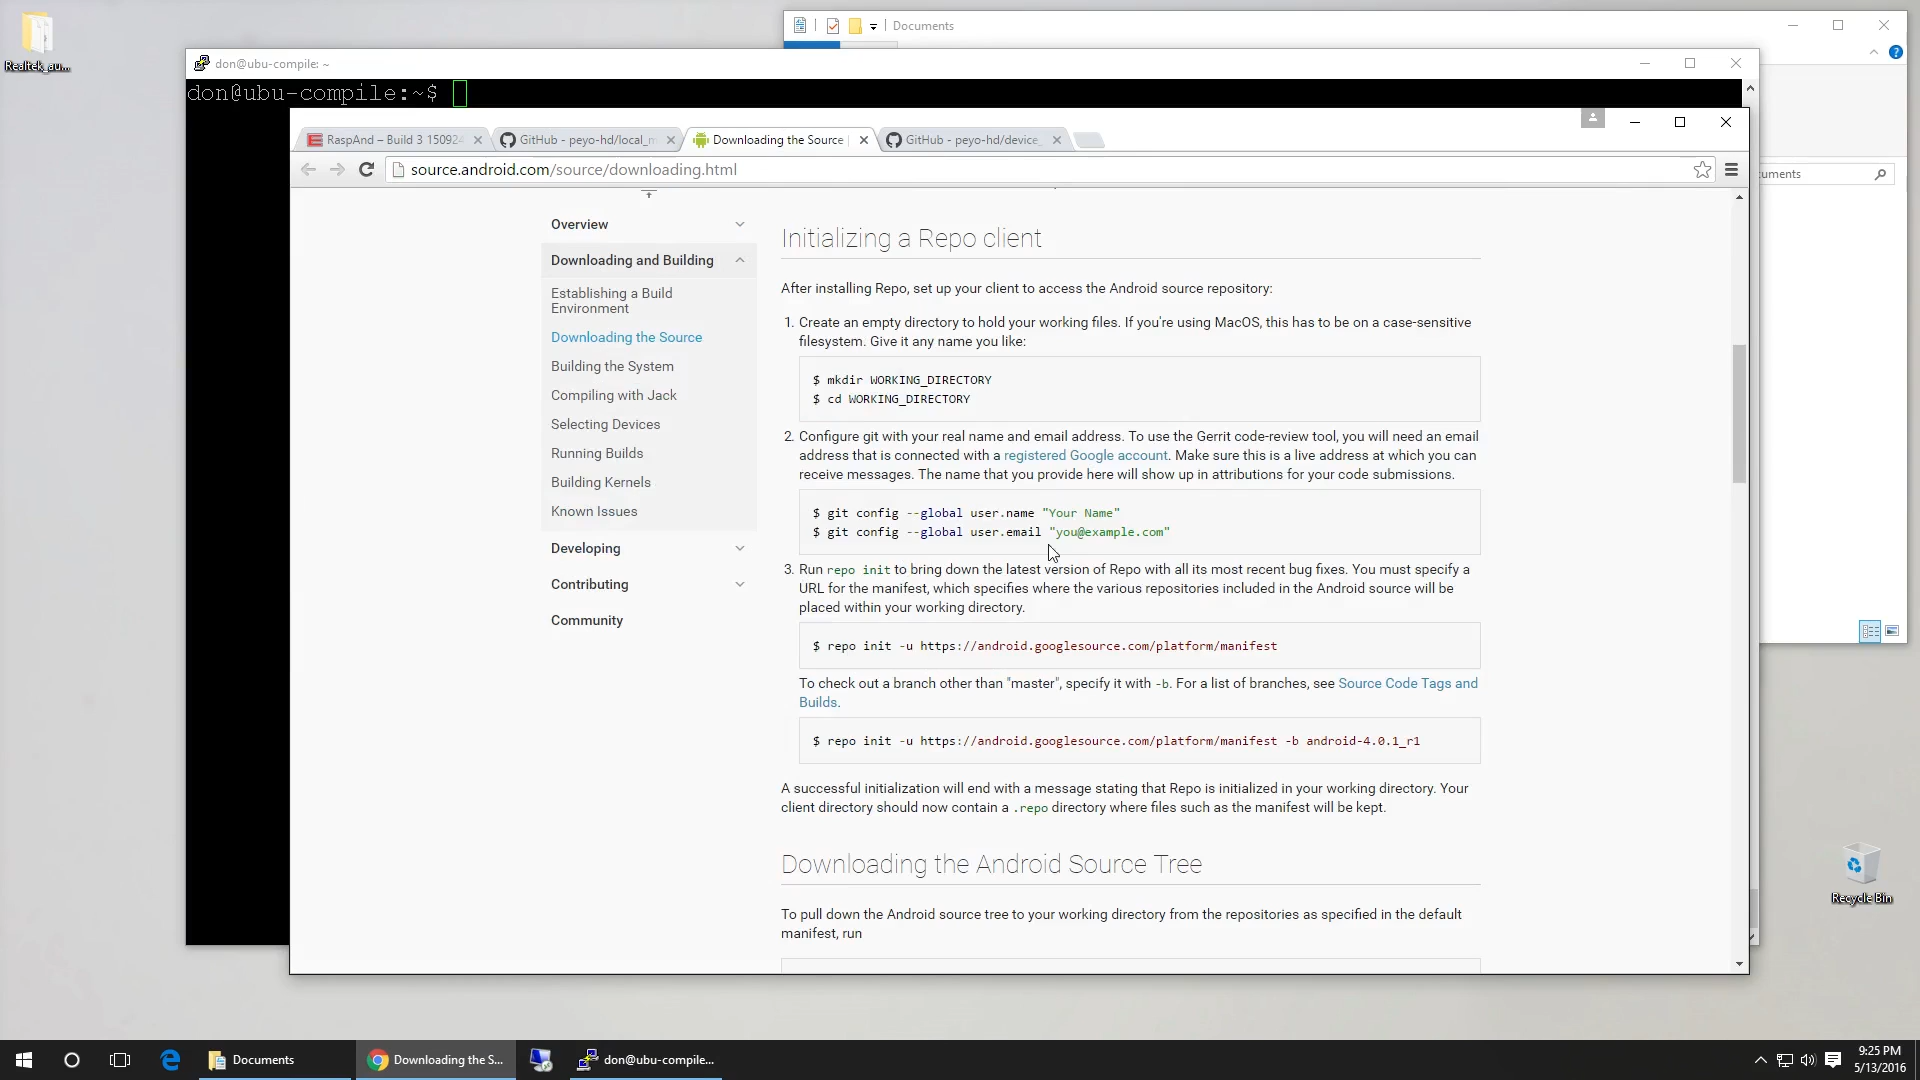 Realtek_au...
Documents
don@ubu-compile: ~
don@ubu-compile:~$
RaspAnd – Build 3 150924
GitHub - peyo-hd/local_m
Downloading the Source
GitHub - peyo-hd/device_
source.android.com/source/downloading.html
cuments
Overview
Downloading and Building
Establishing a Build
Environment
Downloading the Source
Building the System
Compiling with Jack
Selecting Devices
Running Builds
Building Kernels
Known Issues
Developing
Contributing
Community
Initializing a Repo client
After installing Repo, set up your client to access the Android source repository:
1. Create an empty directory to hold your working files. If you're using MacOS, this has to be on a case-sensitive
filesystem. Give it any name you like:
$ mkdir WORKING_DIRECTORY
$ cd WORKING_DIRECTORY
2. Configure git with your real name and email address. To use the Gerrit code-review tool, you will need an email
address that is connected with a registered Google account. Make sure this is a live address at which you can
receive messages. The name that you provide here will show up in attributions for your code submissions.
$ git config --global user.name "Your Name"
$ git config --global user.email "you@example.com"
3. Run repo init to bring down the latest version of Repo with all its most recent bug fixes. You must specify a
URL for the manifest, which specifies where the various repositories included in the Android source will be
placed within your working directory.
$ repo init -u https://android.googlesource.com/platform/manifest
To check out a branch other than "master", specify it with -b. For a list of branches, see Source Code Tags and
Builds.
$ repo init -u https://android.googlesource.com/platform/manifest -b android-4.0.1_r1
A successful initialization will end with a message stating that Repo is initialized in your working directory. Your
client directory should now contain a .repo directory where files such as the manifest will be kept.
Downloading the Android Source Tree
To pull down the Android source tree to your working directory from the repositories as specified in the default
manifest, run
Recycle Bin
Documents
Downloading the S...
don@ubu-compile...
9:25 PM
5/13/2016